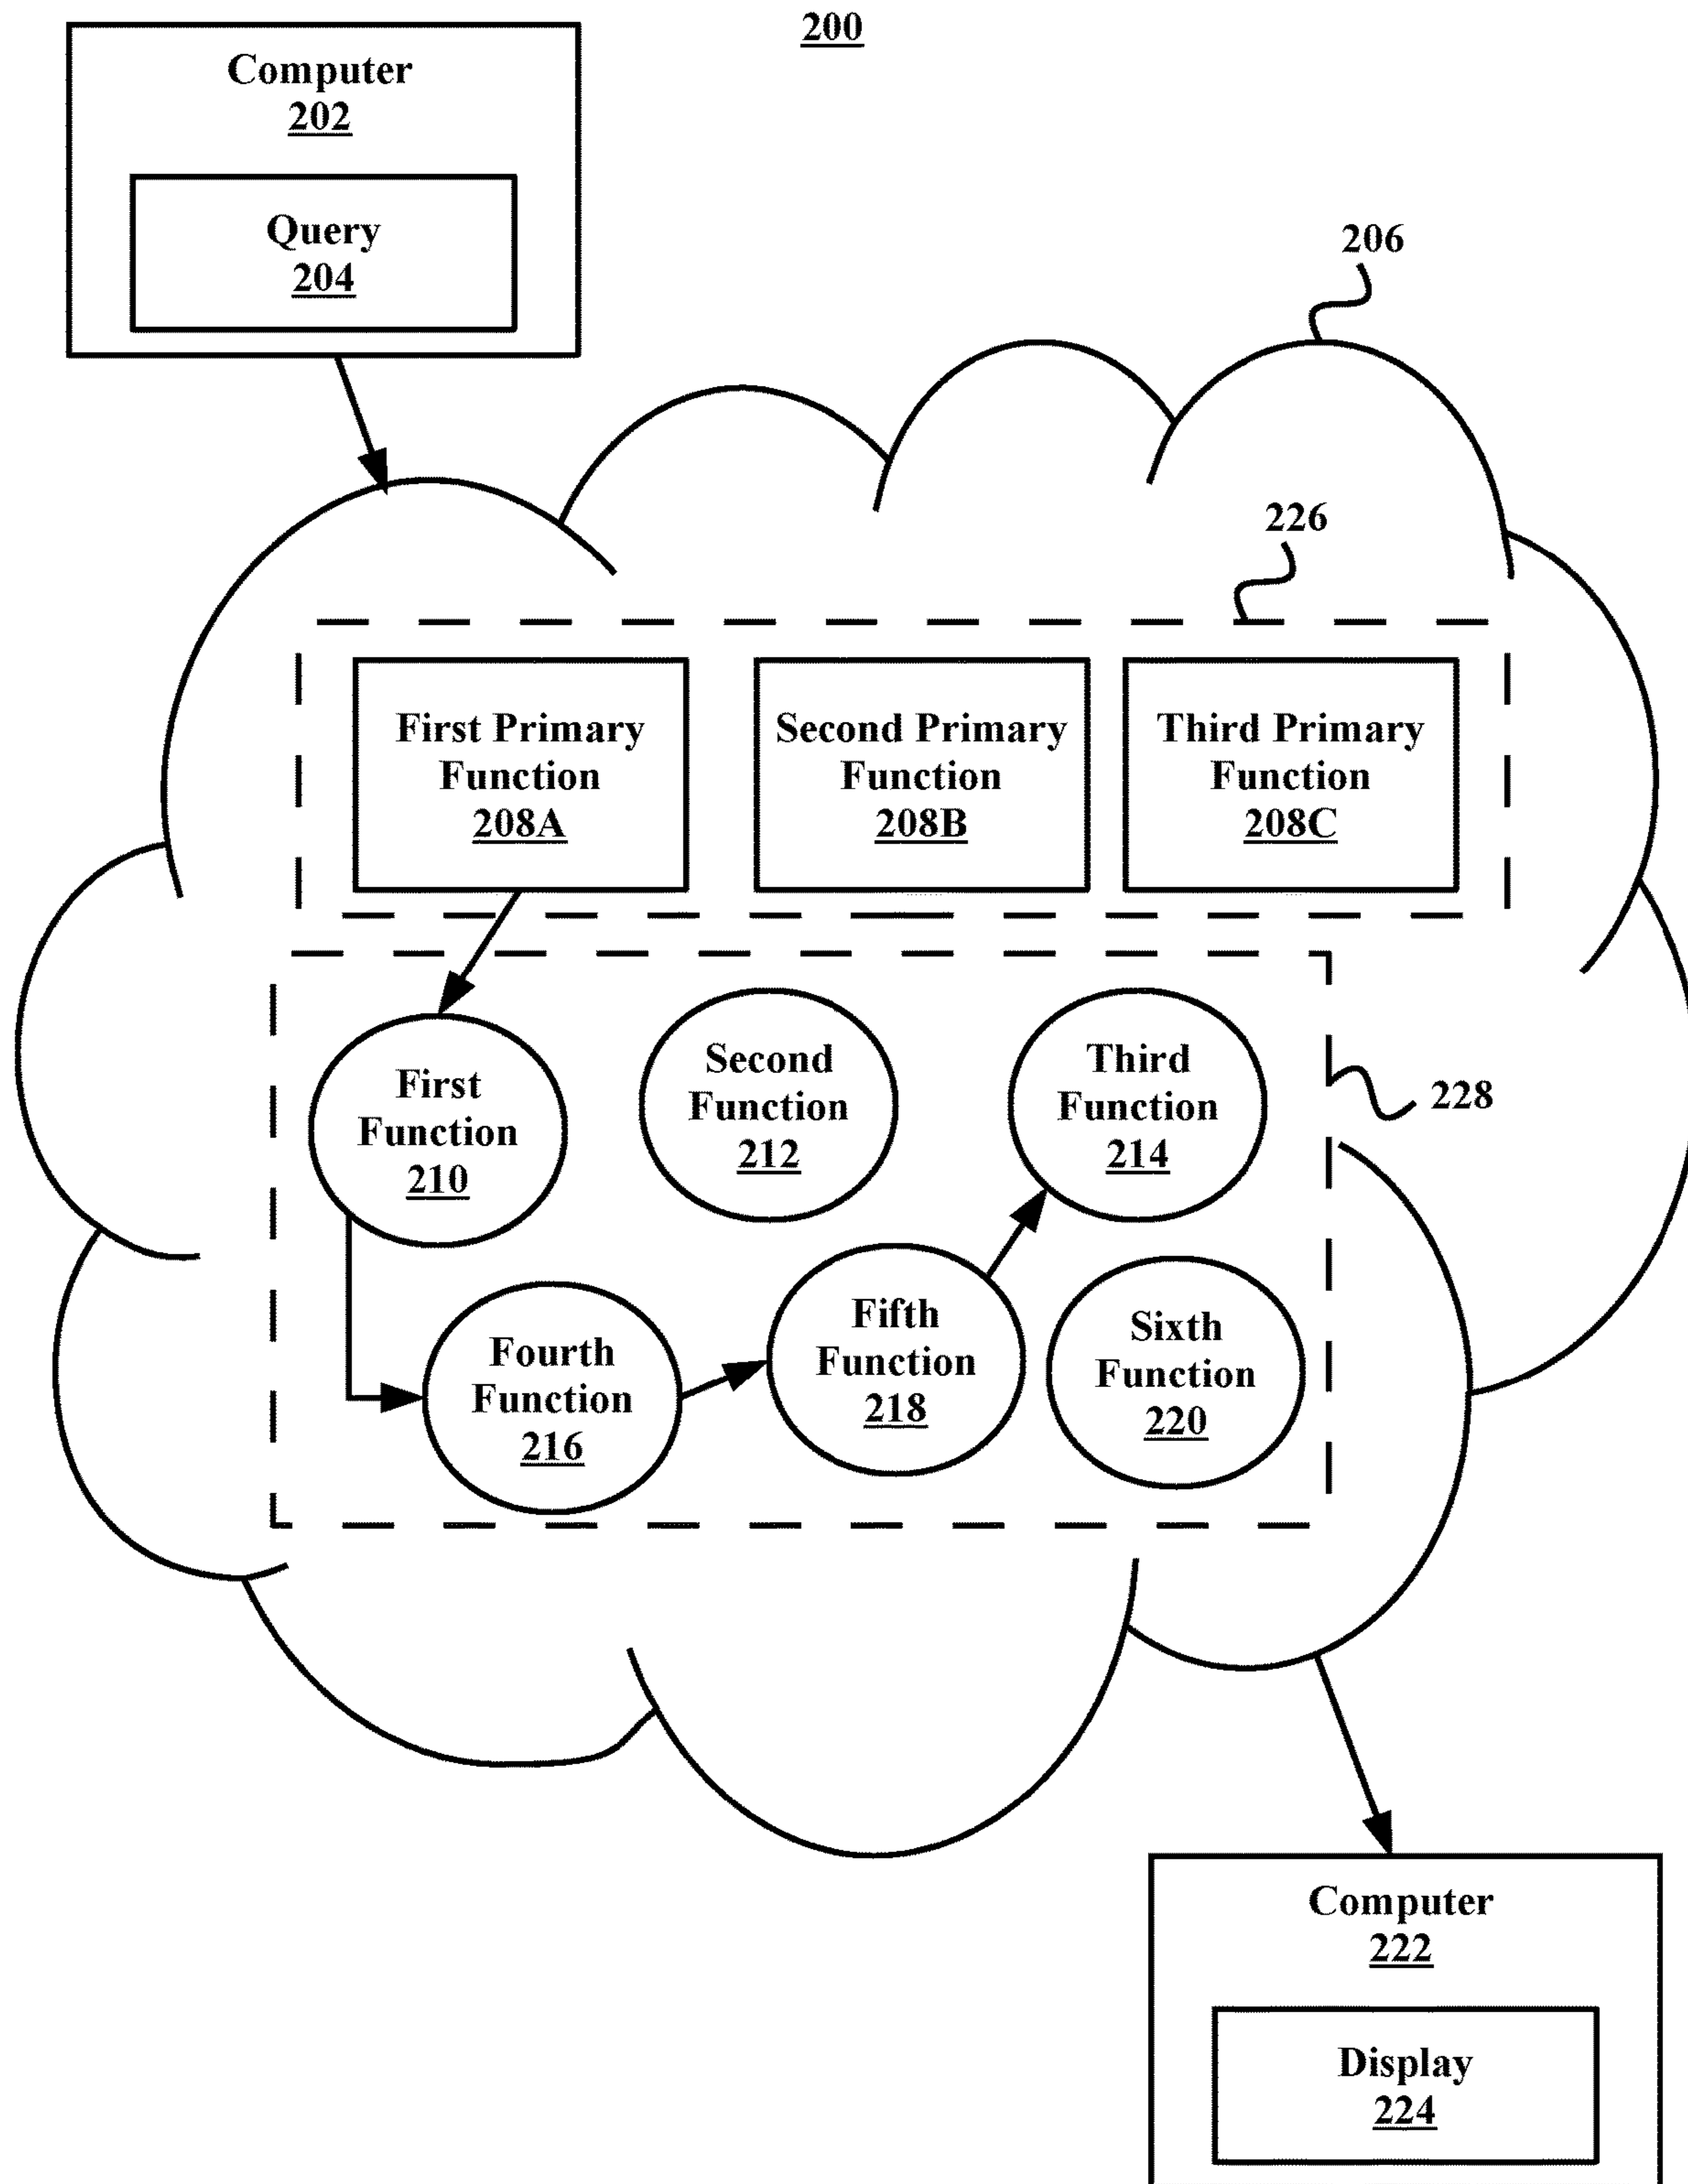 200
Computer
202
Query
204
206
226
First Primary
Function
208A
Second Primary
Function
208B
Third Primary
Function
208C
First
Function
210
Second
Function
212
Third
Function
214
228
Fourth
Function
216
Fifth
Function
218
Sixth
Function
220
Computer
222
Display
224